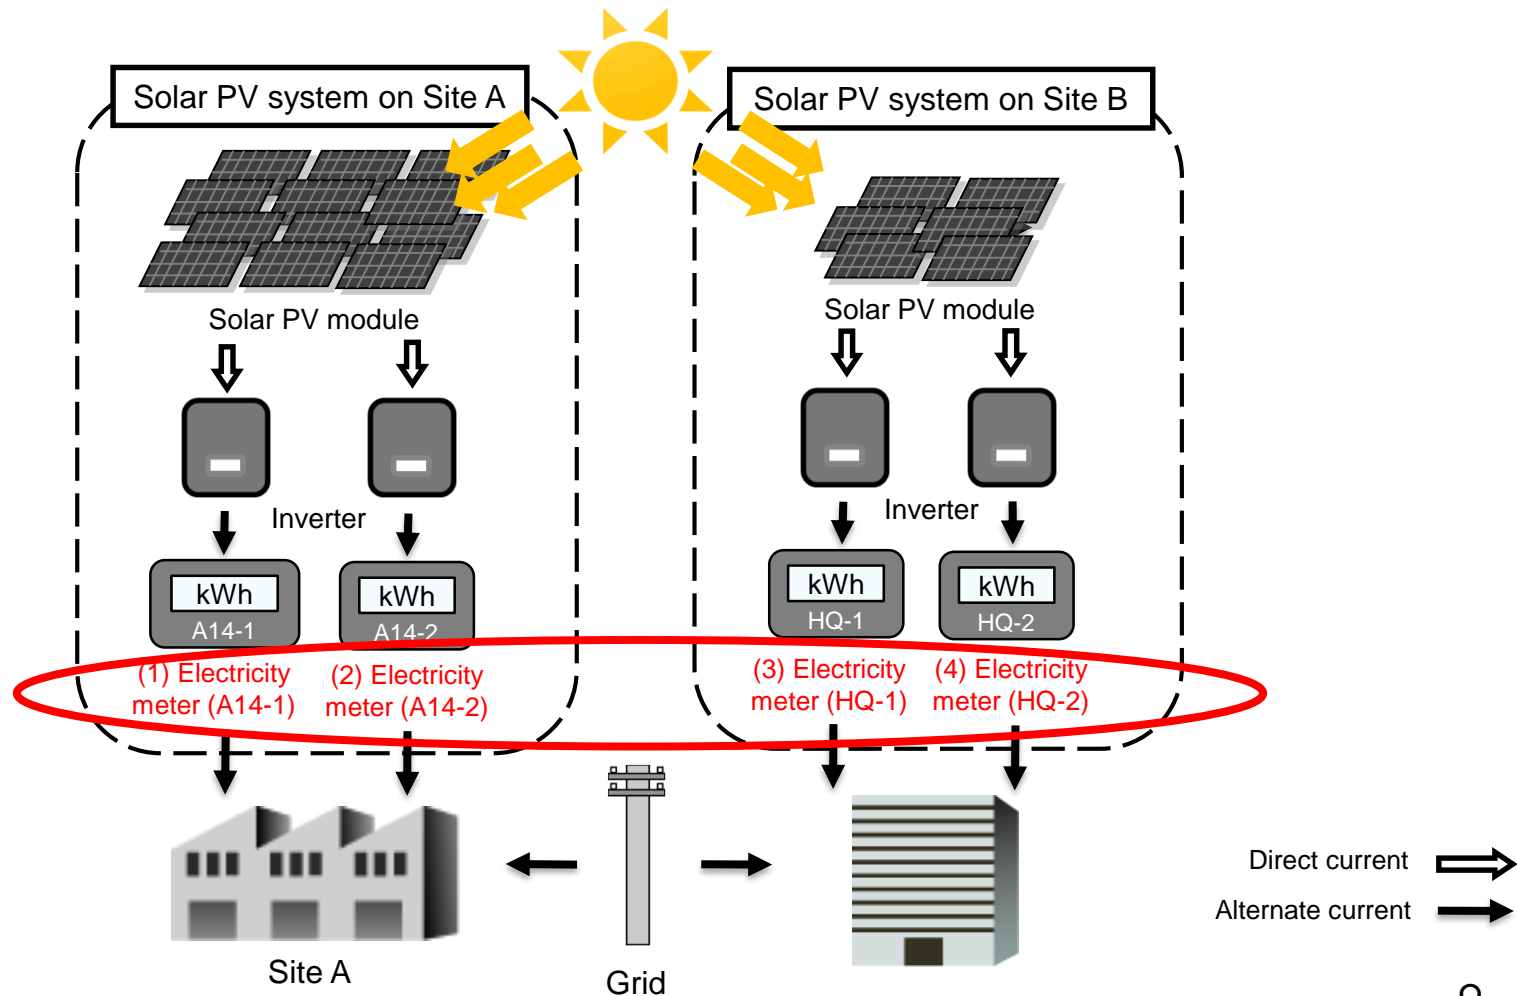 Solar PV system on Site A
Solar PV system on Site B
Solar PV module
Solar PV module
Inverter
Inverter
kWh
A14-1
kWh
A14-2
kWh
HQ-1
kWh
HQ-2
(1) Electricity
meter (A14-1)
(2) Electricity
meter (A14-2)
(3) Electricity
meter (HQ-1)
(4) Electricity
meter (HQ-2)
Direct current
Alternate current
Site A
Grid